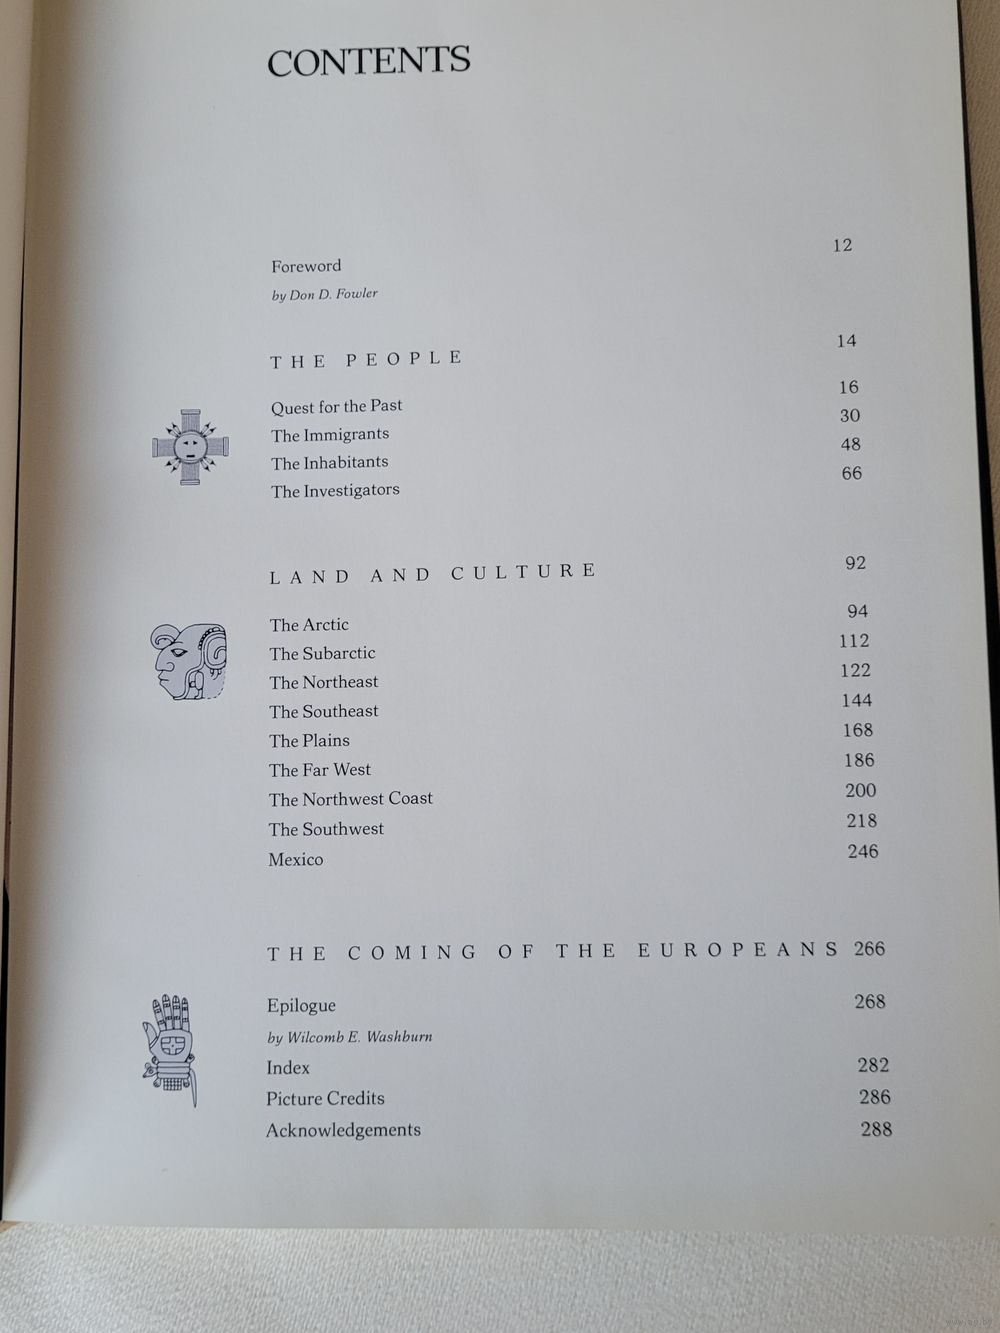 CONTENTS
Foreword 12
by Don D. Fowler
THE PEOPLE 14
Quest for the Past 16
The Immigrants 30
The Inhabitants 48
The Investigators 66
LAND AND CULTURE 92
The Arctic 94
The Subarctic 112
The Northeast 122
The Southeast 144
The Plains 168
The Far West 186
The Northwest Coast 200
The Southwest 218
Mexico 246
THE COMING OF THE EUROPEANS 266
Epilogue 268
by Wilcomb E. Washburn
Index 282
Picture Credits 286
Acknowledgements 288